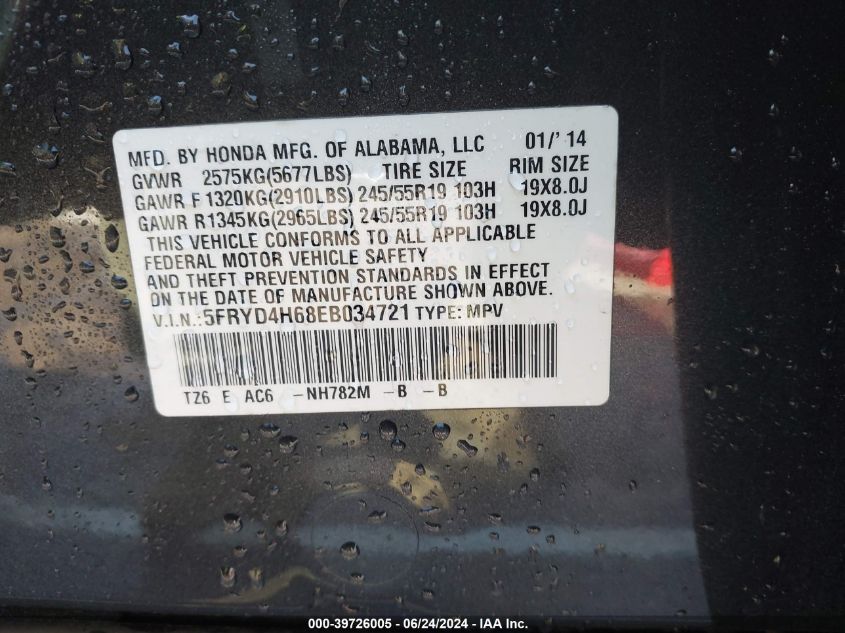 MFD. BY HONDA MFG. OF ALABAMA, LLC 01/'14
GVWR 2575KG(5677LBS) TIRE SIZE RIM SIZE
GAWR F1320KG(2910LBS) 245/55R19 103H 19X8.0J
GAWR R1345KG(2965LBS) 245/55R19 103H 19X8.0J
THIS VEHICLE CONFORMS TO ALL APPLICABLE
FEDERAL MOTOR VEHICLE SAFETY
AND THEFT PREVENTION STANDARDS IN EFFECT
ON THE DATE OF MANUFACTURE SHOWN ABOVE.
V.I.N.:5FRYD4H68EB034721 TYPE: MPV
TZ6 E AC6 -NH782M -B -B
000-39726005 - 06/24/2024 - IAA Inc.